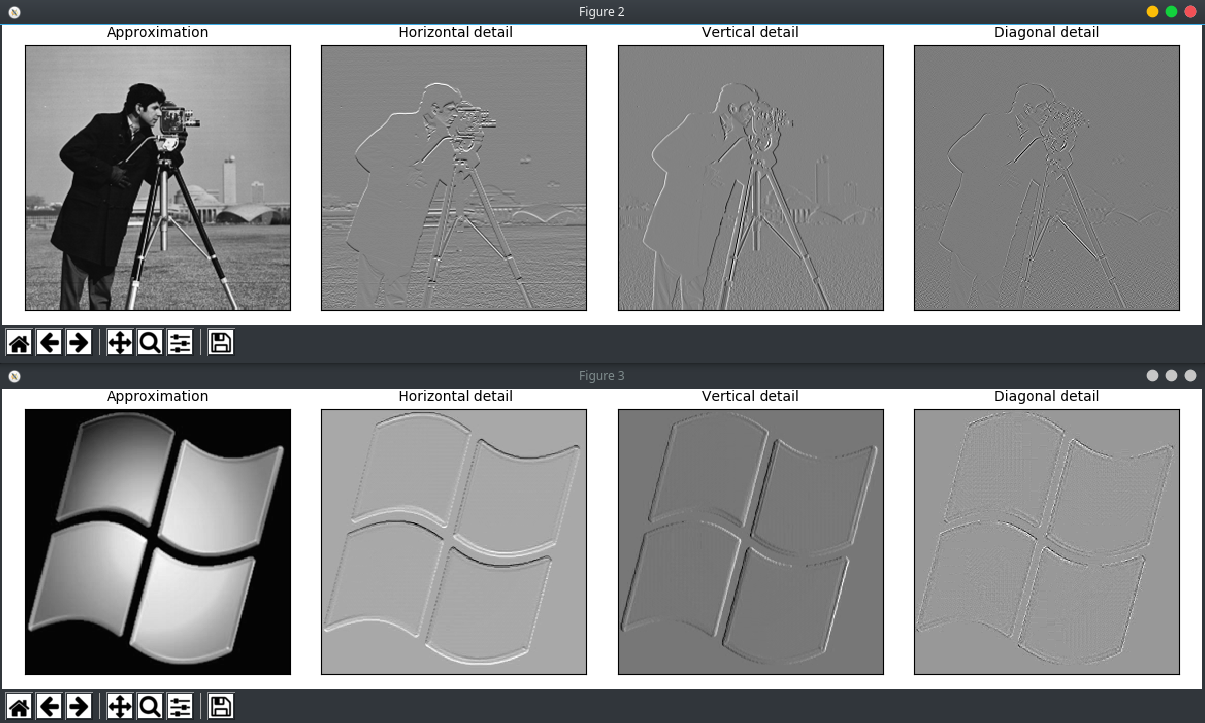 Figure 2
Approximation
Horizontal detail
Vertical detail
Diagonal detail
Figure 3
Approximation
Horizontal detail
Vertical detail
Diagonal detail